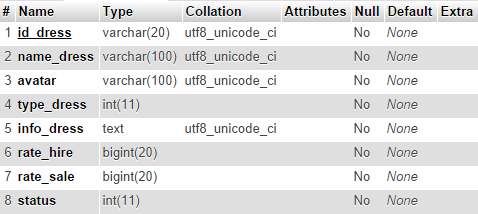 # Name Type Collation Attributes Null Default Extra
1 id_dress varchar(20) utf8_unicode_ci No None
2 name_dress varchar(100) utf8_unicode_ci No None
3 avatar varchar(100) utf8_unicode_ci No None
4 type_dress int(11) No None
5 info_dress text utf8_unicode_ci No None
6 rate_hire bigint(20) No None
7 rate_sale bigint(20) No None
8 status int(11) No None